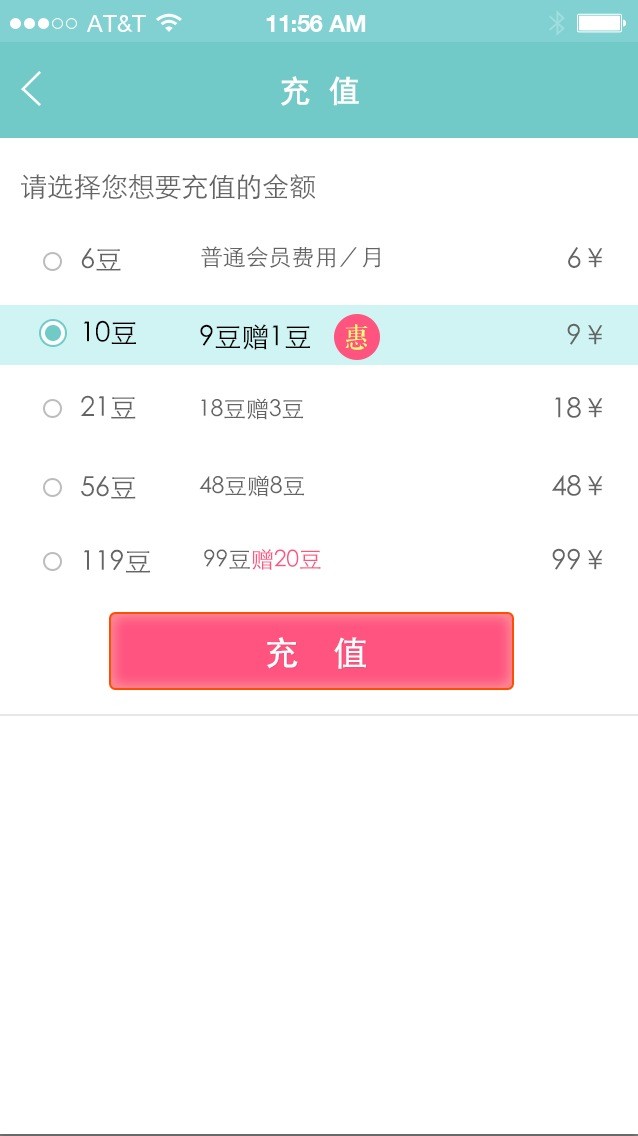 AT&T 11:56 AM
充 值
请选择您想要充值的金额
6豆 普通会员费用／月 6¥
10豆 9豆赠1豆 惠 9¥
21豆 18豆赠3豆 18¥
56豆 48豆赠8豆 48¥
119豆 99豆赠20豆 99¥
充 值